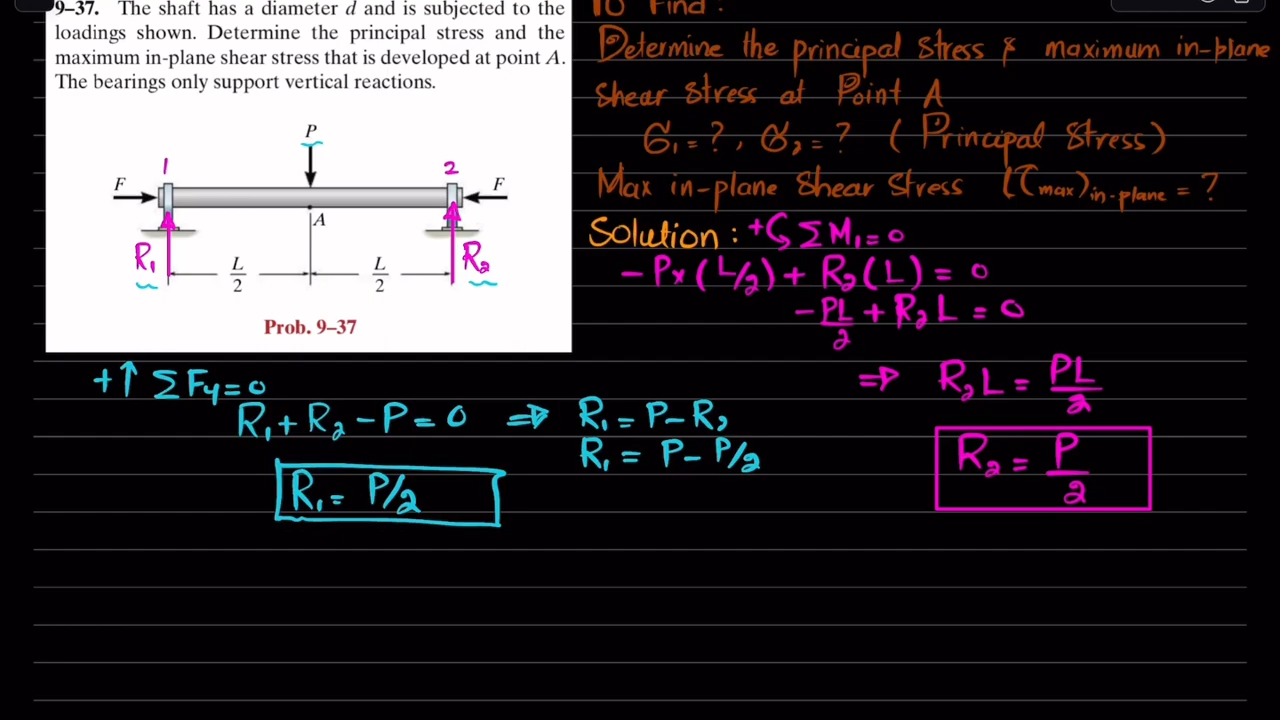 9–37. The shaft has a diameter d and is subjected to the
loadings shown. Determine the principal stress and the
maximum in-plane shear stress that is developed at point A.
The bearings only support vertical reactions.
P
1
2
F
F
A
R₁
L/2
L/2
R₂
Prob. 9–37
To Find:
Determine the principal stress & maximum in-plane
shear stress at Point A
σ₁ = ?, σ₂ = ? (Principal Stress)
Max in-plane Shear Stress (τmax)in-plane = ?
Solution: +↺ ΣM₁ = 0
- P×(L/2) + R₂(L) = 0
- PL/2 + R₂L = 0
⇒ R₂L = PL/2
R₂ = P/2
+↑ ΣFy = 0
R₁ + R₂ - P = 0 ⇒ R₁ = P - R₂
R₁ = P - P/2
R₁ = P/2